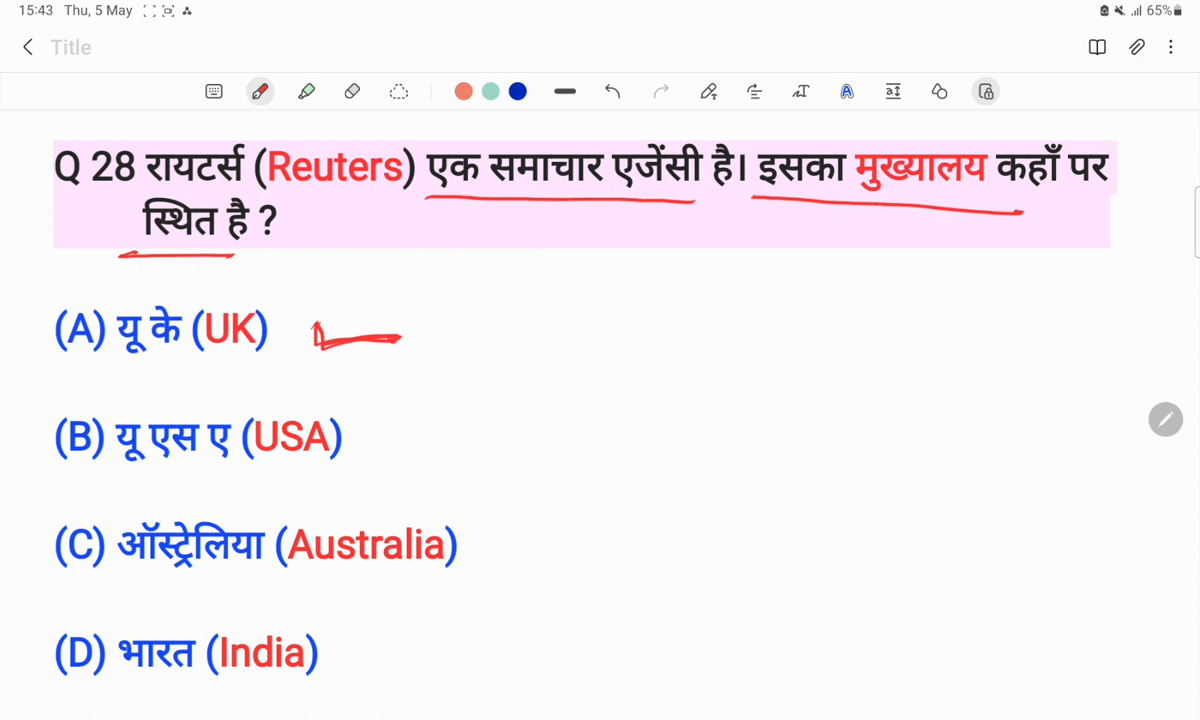 15:43 Thu, 5 May 65%
Title
Q 28 रायटर्स (Reuters) एक समाचार एजेंसी है। इसका मुख्यालय कहाँ पर
स्थित है ?
(A) यू के (UK)
(B) यू एस ए (USA)
(C) ऑस्ट्रेलिया (Australia)
(D) भारत (India)